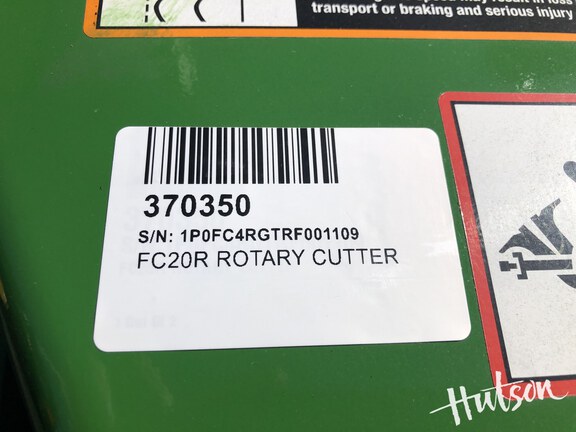 transport or braking and serious injury
370350
S/N: 1P0FC4RGTRF001109
FC20R ROTARY CUTTER
Hutson